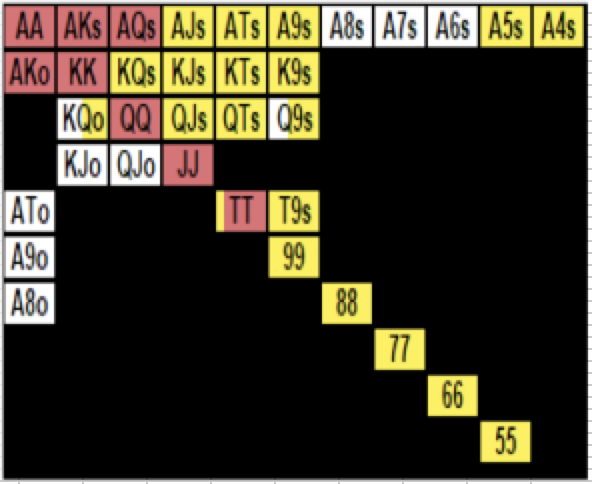 AA AKs AQs AJs ATs A9s A8s A7s A6s A5s A4s
AKo KK KQs KJs KTs K9s
KQo QQ QJs QTs Q9s
KJo QJo JJ
ATo TT T9s
A9o 99
A8o 88
77
66
55